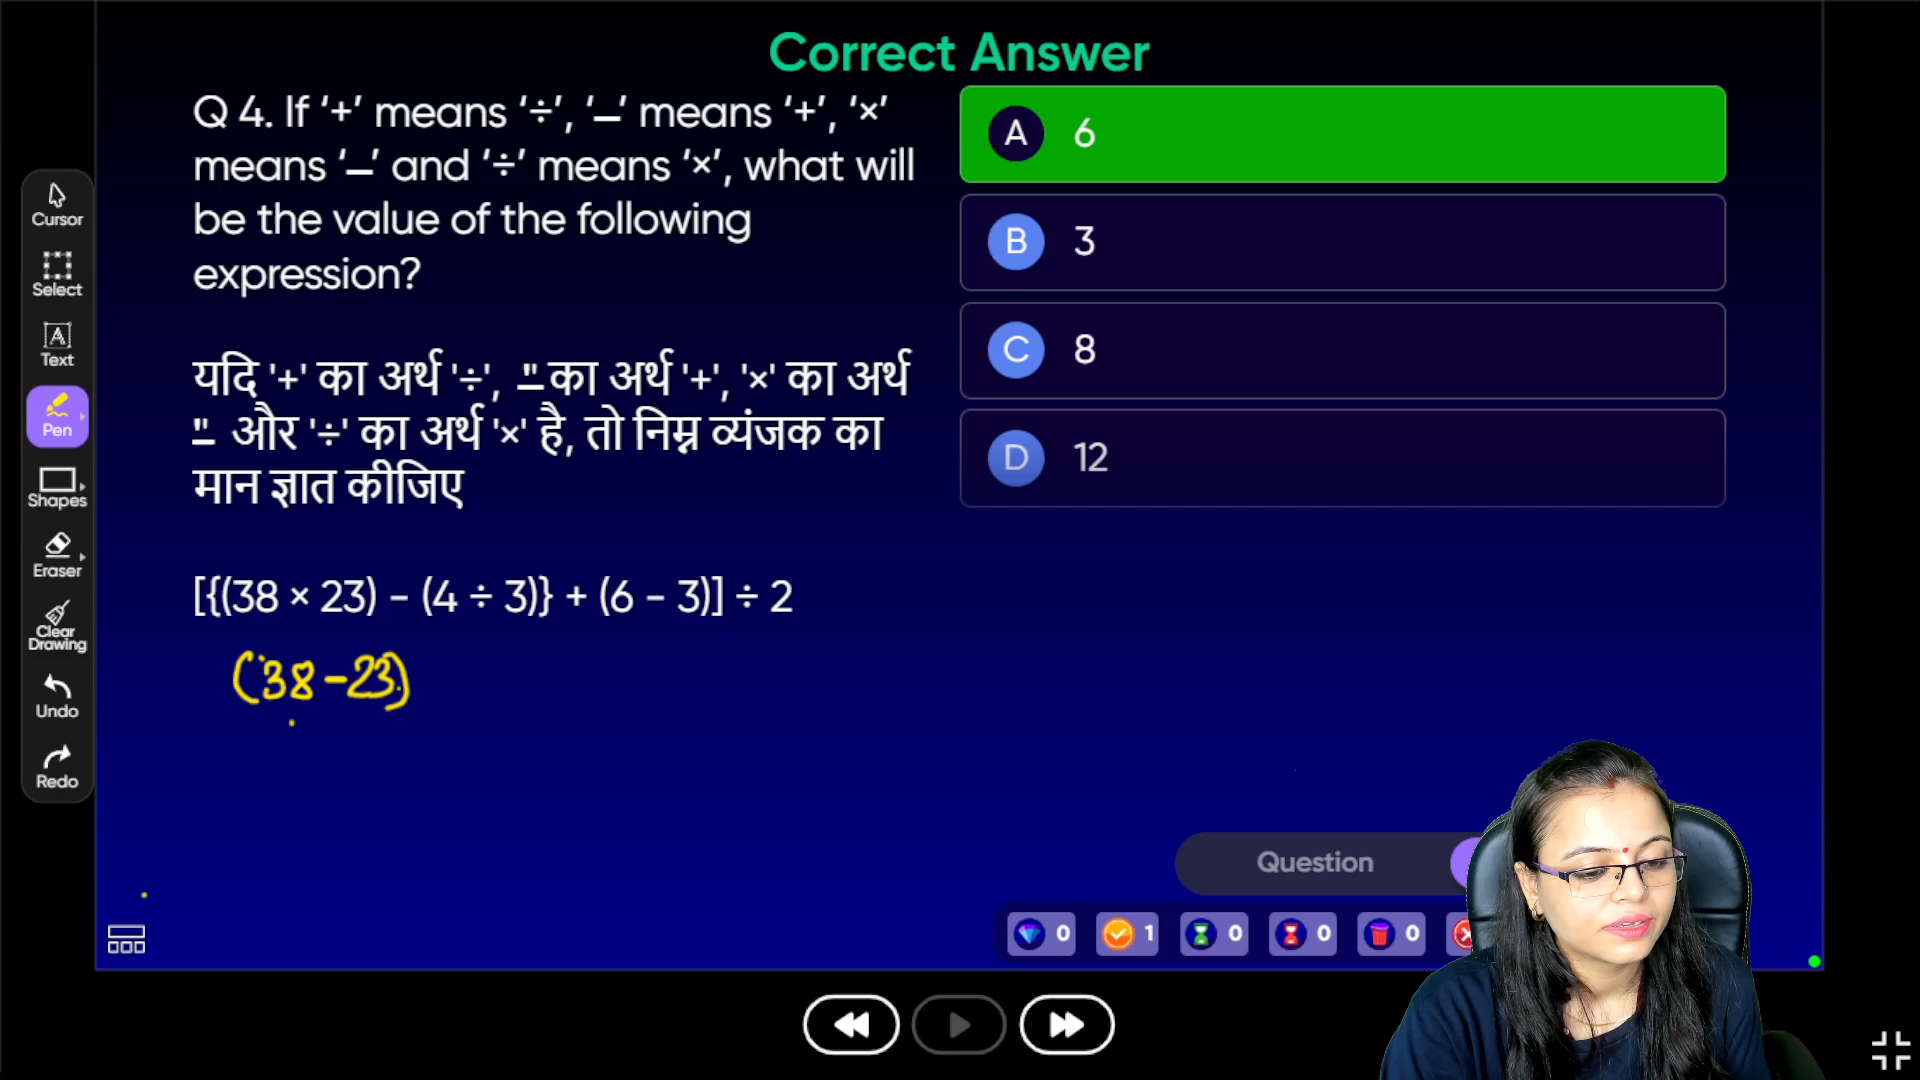 Correct Answer
Q 4. If ‘+’ means ‘÷’, ‘–’ means ‘+’, ‘×’
means ‘–’ and ‘÷’ means ‘×’, what will
be the value of the following
expression?
यदि '+' का अर्थ '÷', '–' का अर्थ '+', '×' का अर्थ
'–' और '÷' का अर्थ '×' है, तो निम्न व्यंजक का
मान ज्ञात कीजिए
[{(38 × 23) – (4 ÷ 3)} + (6 – 3)] ÷ 2
(38-23)
A 6
B 3
C 8
D 12
Cursor
Select
Text
Pen
Shapes
Eraser
Clear
Drawing
Undo
Redo
Question
0 1 0 0 0